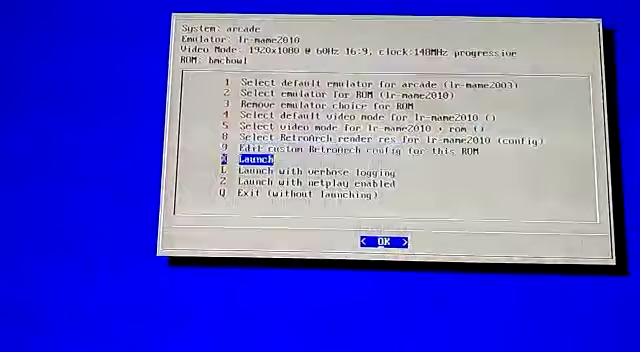 System: arcade
Emulator: lr-mame2010
Video Mode: 1920x1080 @ 60Hz 16:9, clock:148MHz progressive
ROM: bmcbowl
1 Select default emulator for arcade (lr-mame2003)
2 Select emulator for ROM (lr-mame2010)
3 Remove emulator choice for ROM
4 Select default video mode for lr-mame2010 ()
5 Select video mode for lr-mame2010 + rom ()
8 Select RetroArch render res for lr-mame2010 (config)
9 Edit custom RetroArch config for this ROM
X Launch
L Launch with verbose logging
Z Launch with netplay enabled
Q Exit (without launching)
< OK >